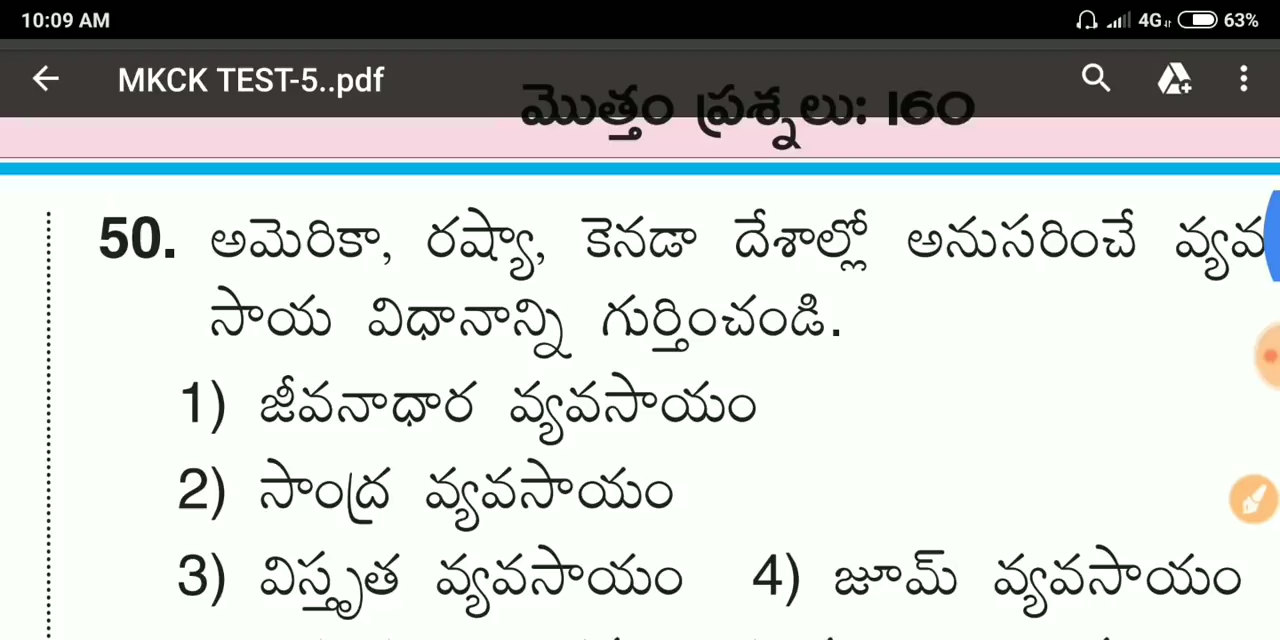 10:09 AM 4G 63%
MKCK TEST-5..pdf
మొత్తం ప్రశ్నలు: 160
50. అమెరికా, రష్యా, కెనడా దేశాల్లో అనుసరించే వ్యవ
సాయ విధానాన్ని గుర్తించండి.
1) జీవనాధార వ్యవసాయం
2) సాంద్ర వ్యవసాయం
3) విస్తృత వ్యవసాయం 4) జూమ్ వ్యవసాయం